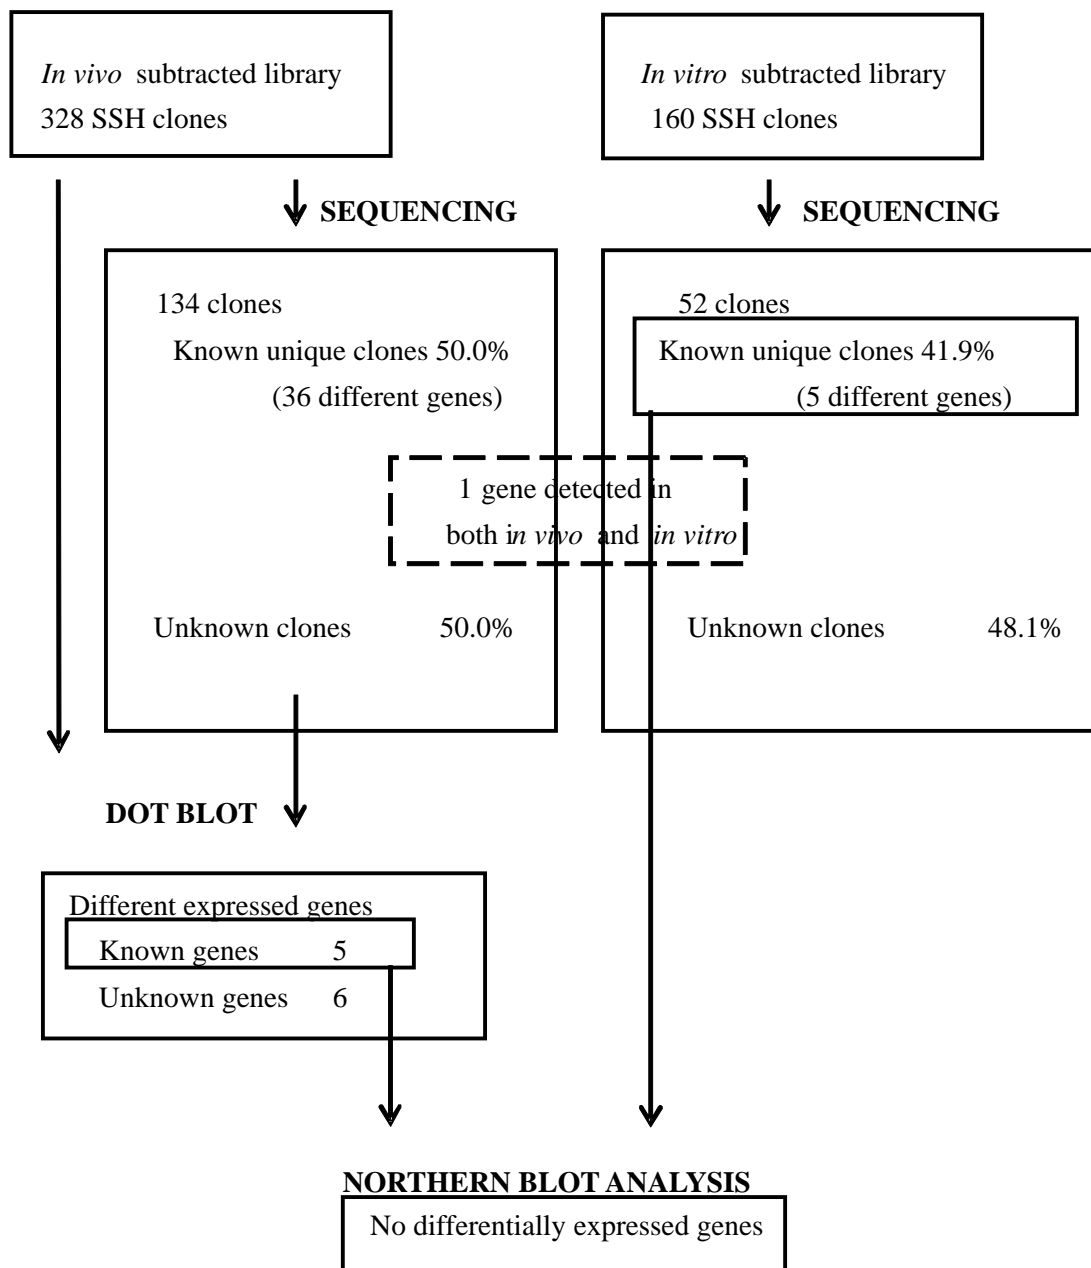 In vivo subtracted library
328 SSH clones
In vitro subtracted library
160 SSH clones
SEQUENCING
SEQUENCING
134 clones
Known unique clones 50.0%
(36 different genes)
52 clones
Known unique clones 41.9%
(5 different genes)
1 gene detected in
both in vivo and in vitro
Unknown clones 50.0%
Unknown clones 48.1%
DOT BLOT
Different expressed genes
Known genes 5
Unknown genes 6
NORTHERN BLOT ANALYSIS
No differentially expressed genes